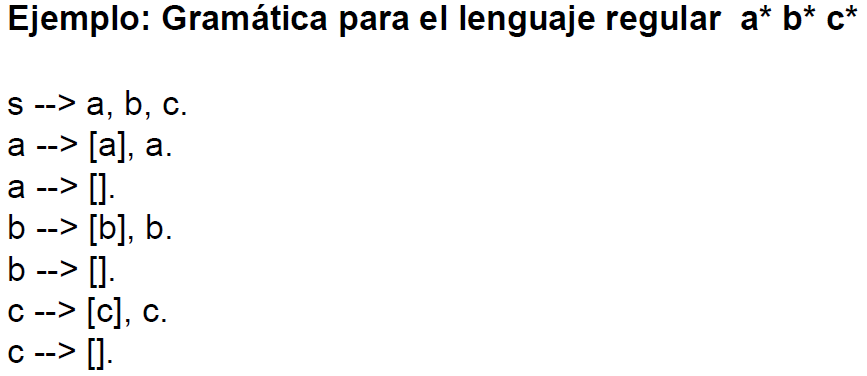 Ejemplo: Gramática para el lenguaje regular  a* b* c*
s --> a, b, c.
a --> [a], a.
a --> [].
b --> [b], b.
b --> [].
c --> [c], c.
c --> [].